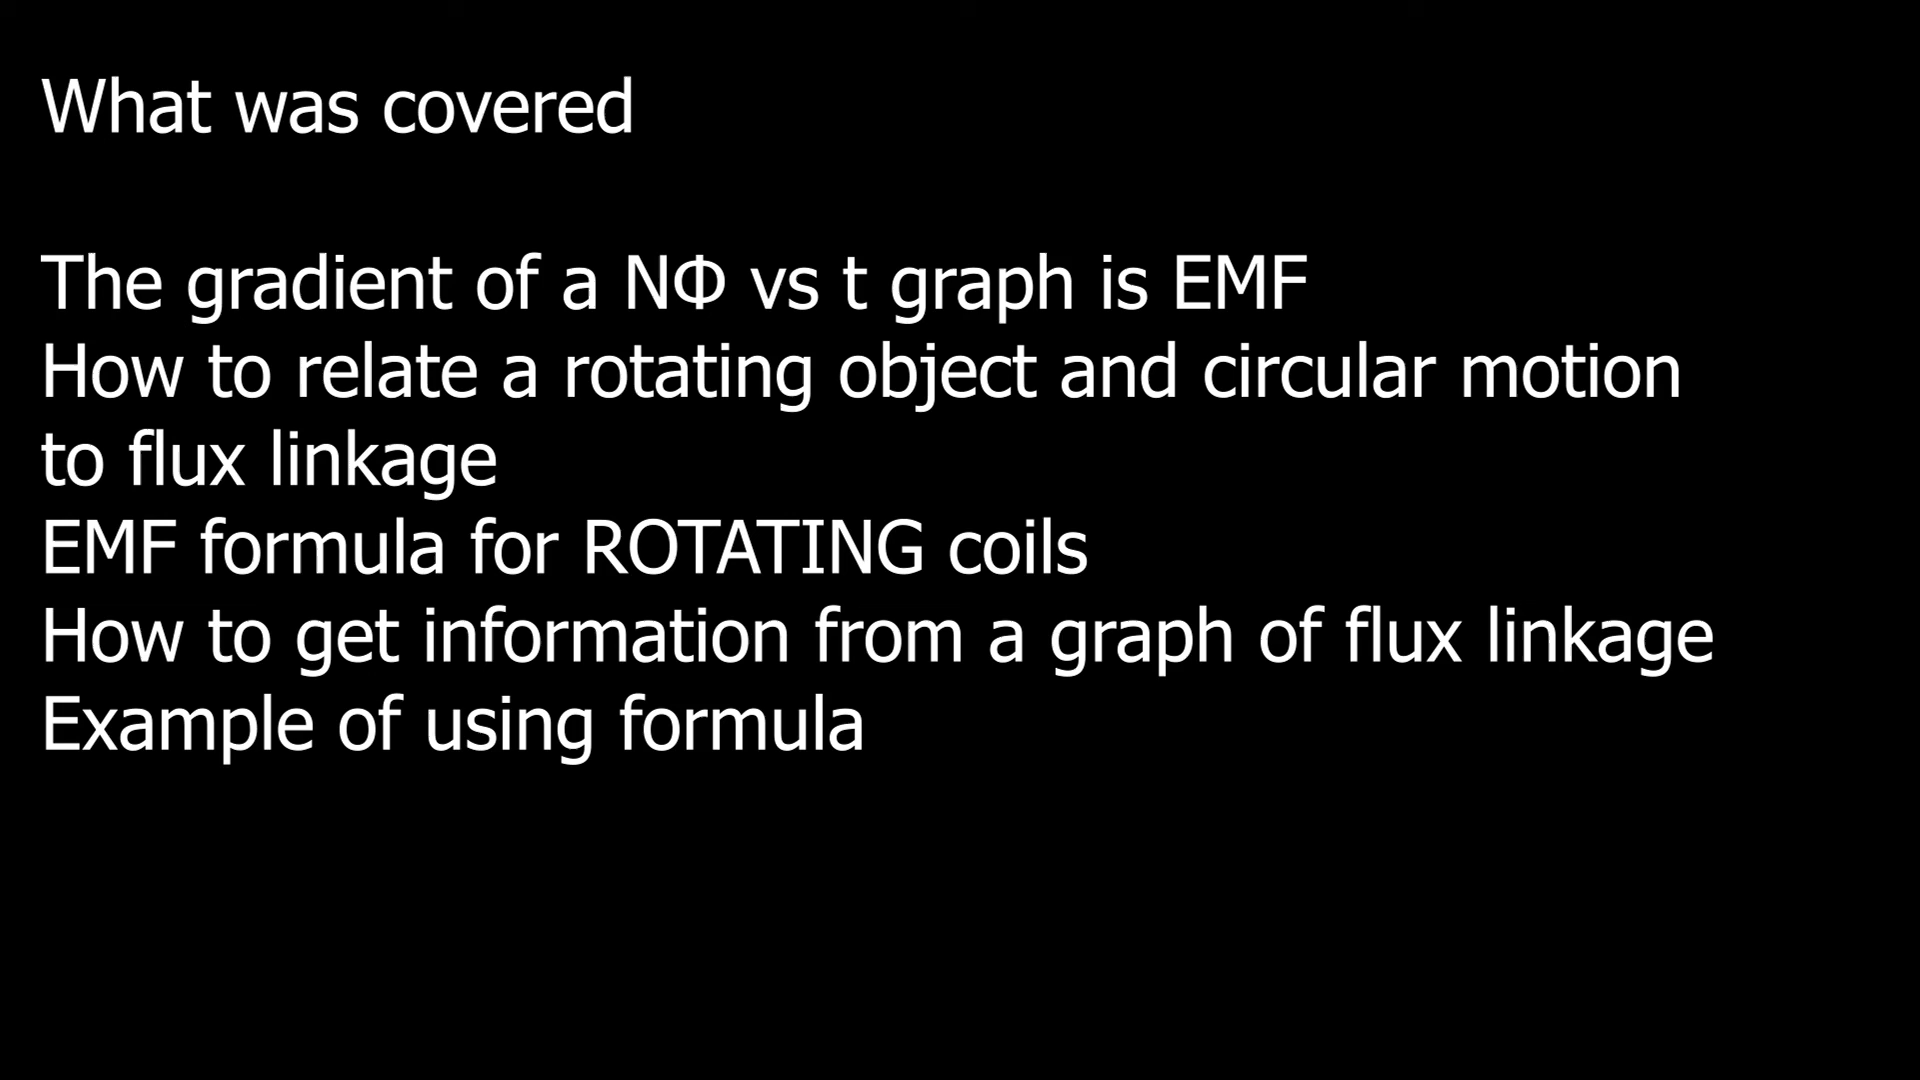 What was covered
The gradient of a NΦ vs t graph is EMF
How to relate a rotating object and circular motion
to flux linkage
EMF formula for ROTATING coils
How to get information from a graph of flux linkage
Example of using formula